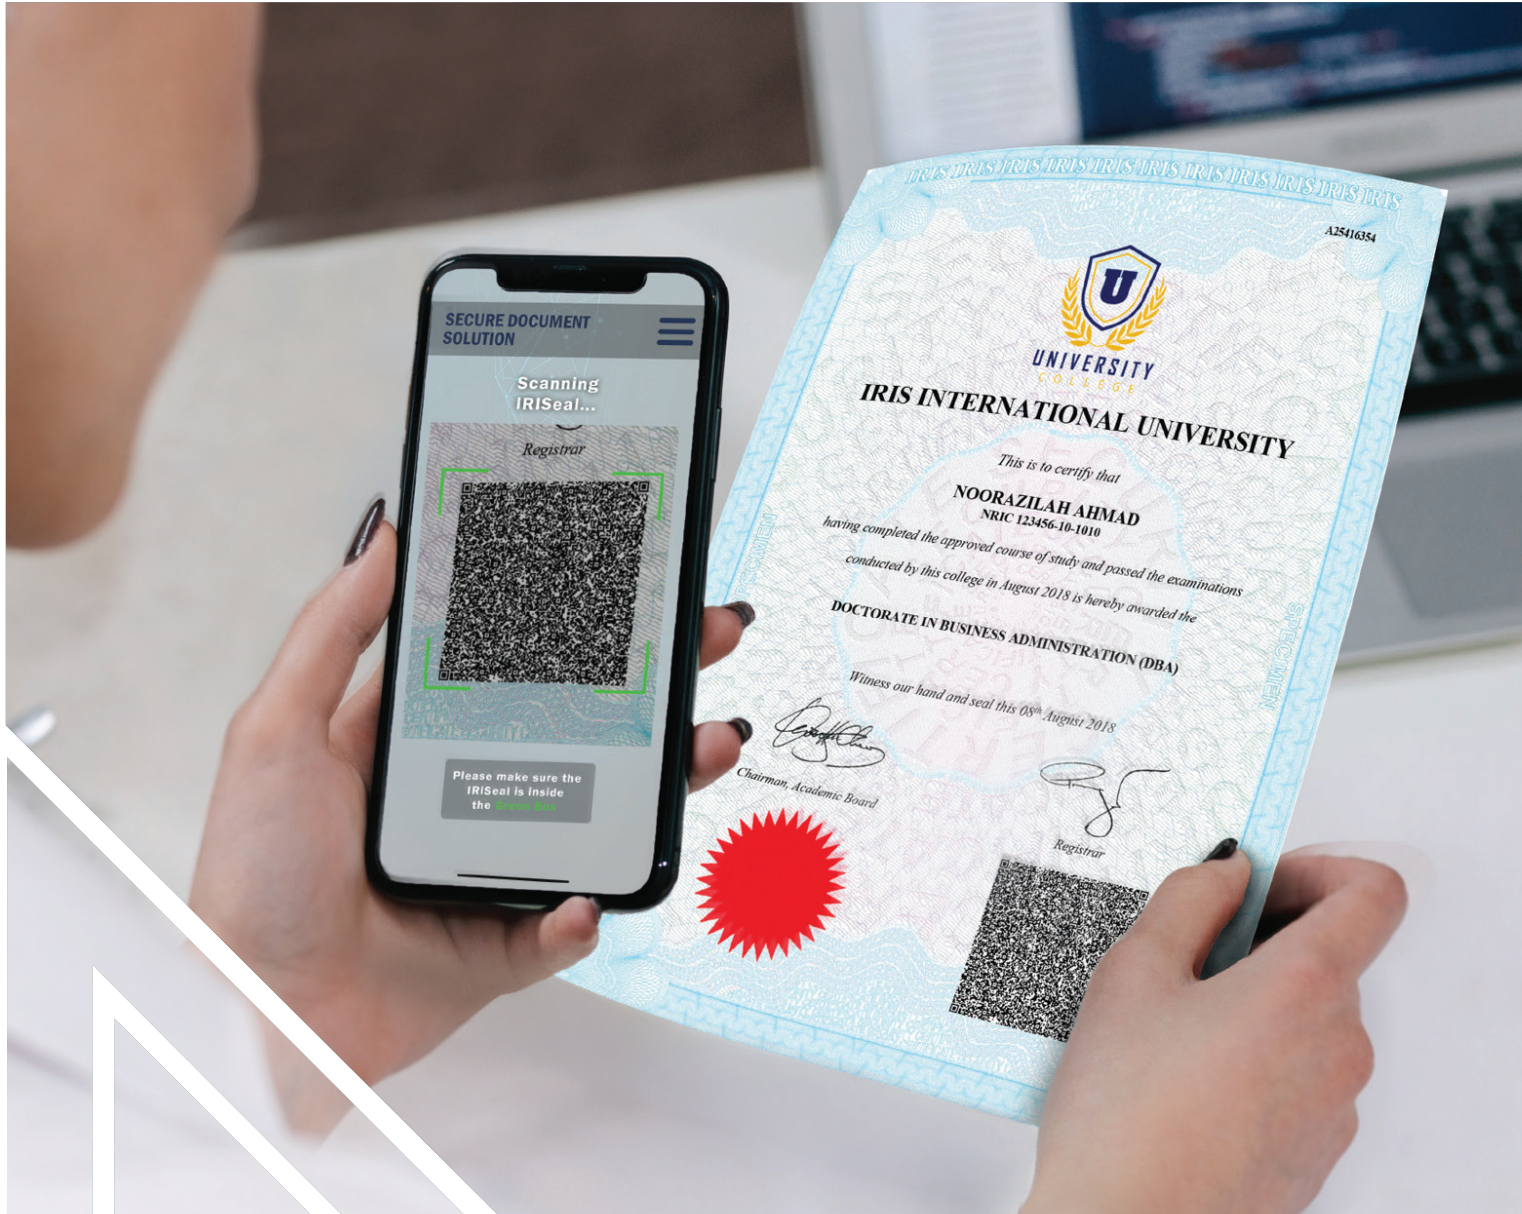 SECURE DOCUMENT
SOLUTION
Scanning
IRISeal...
Registrar
Please make sure the
IRISeal is inside
the Green Box
IRIS IRIS IRIS IRIS IRIS IRIS IRIS IRIS IRIS IRIS IRIS
A25416354
U
UNIVERSITY
COLLEGE
IRIS INTERNATIONAL UNIVERSITY
This is to certify that
NOORAZILAH AHMAD
NRIC 123456-10-1010
having completed the approved course of study and passed the examinations
conducted by this college in August 2018 is hereby awarded the
DOCTORATE IN BUSINESS ADMINISTRATION (DBA)
Witness our hand and seal this 08th August 2018
Chairman, Academic Board
Registrar
SPECIMEN
SPECIMEN